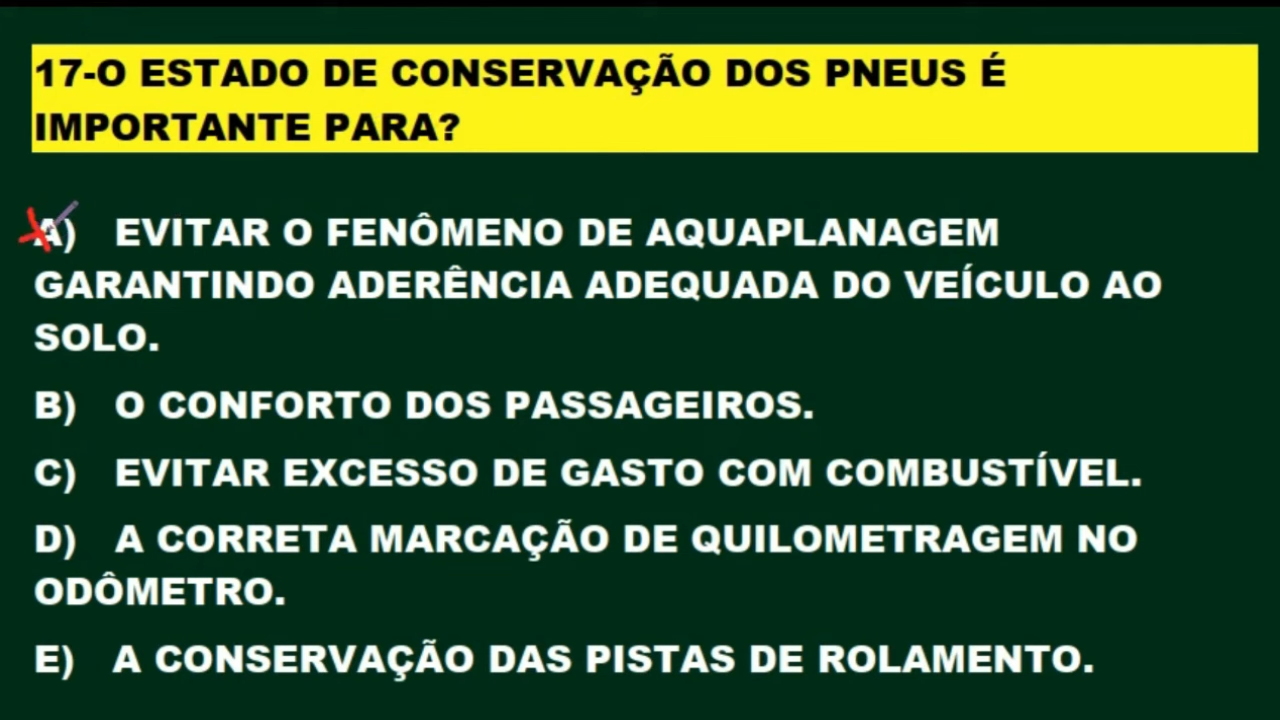 17-O ESTADO DE CONSERVAÇÃO DOS PNEUS É
IMPORTANTE PARA?
A) EVITAR O FENÔMENO DE AQUAPLANAGEM
GARANTINDO ADERÊNCIA ADEQUADA DO VEÍCULO AO
SOLO.
B) O CONFORTO DOS PASSAGEIROS.
C) EVITAR EXCESSO DE GASTO COM COMBUSTÍVEL.
D) A CORRETA MARCAÇÃO DE QUILOMETRAGEM NO
ODÔMETRO.
E) A CONSERVAÇÃO DAS PISTAS DE ROLAMENTO.